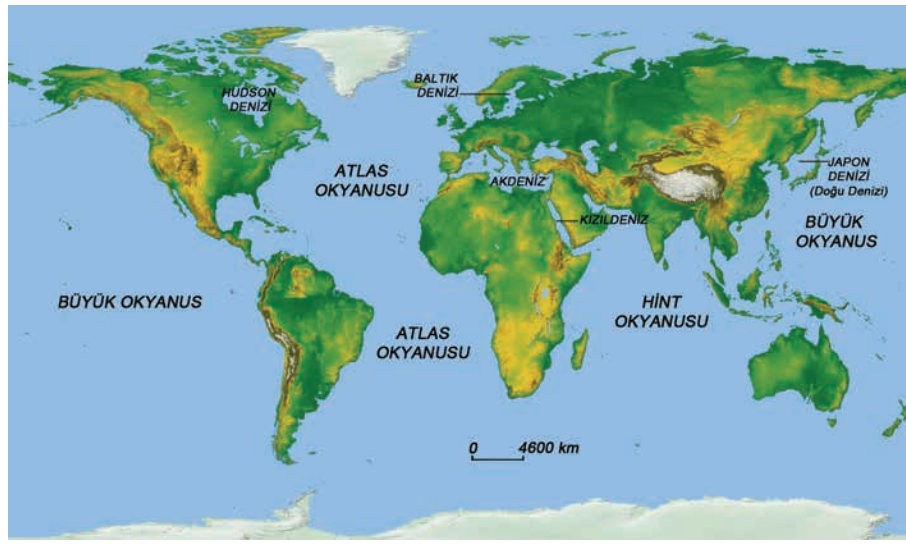 HUDSON
DENİZİ
BALTIK
DENİZİ
ATLAS
OKYANUSU
AKDENİZ
KIZILDENİZ
JAPON
DENİZİ
(Doğu Denizi)
BÜYÜK
OKYANUS
BÜYÜK OKYANUS
ATLAS
OKYANUSU
HİNT
OKYANUSU
0 4600 km